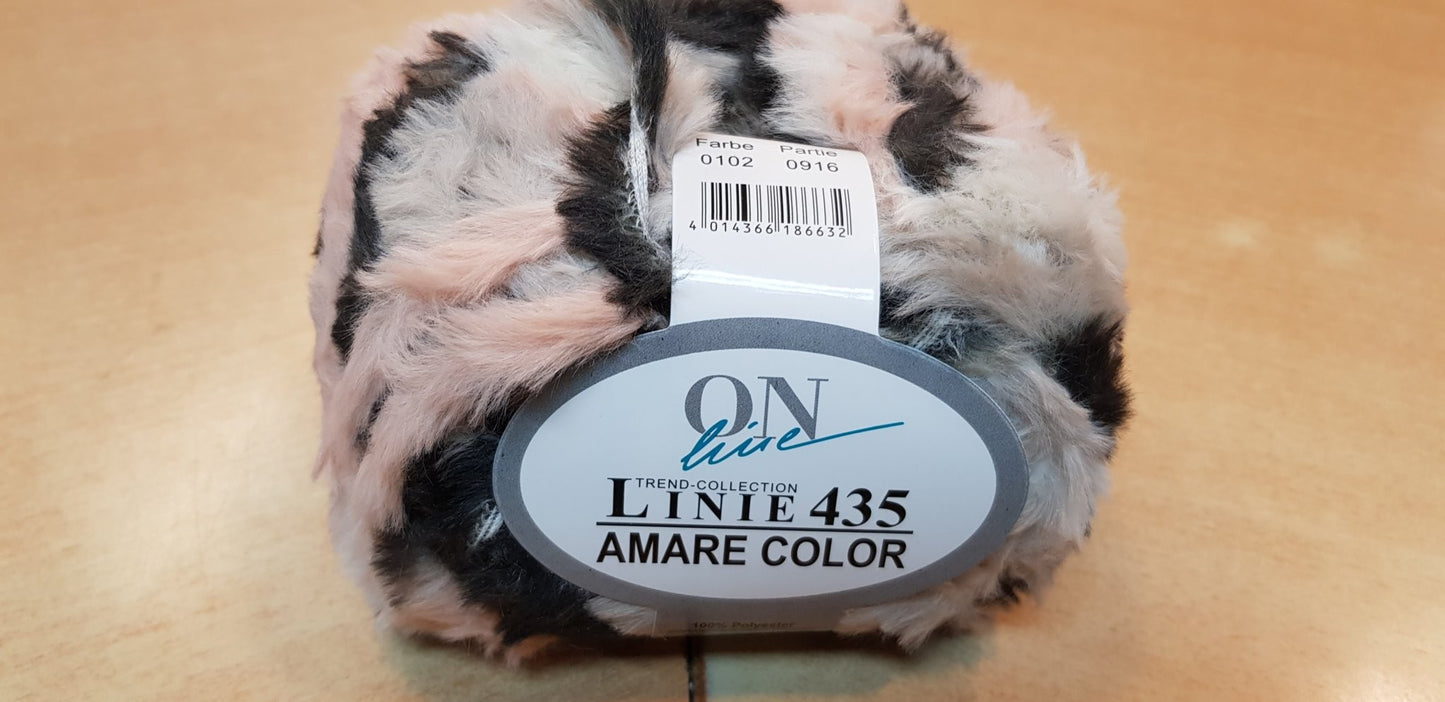 Farbe Partie
0102 0916
4 014366 186632
ON
line
TREND-COLLECTION
LINIE 435
AMARE COLOR
100% Polyester